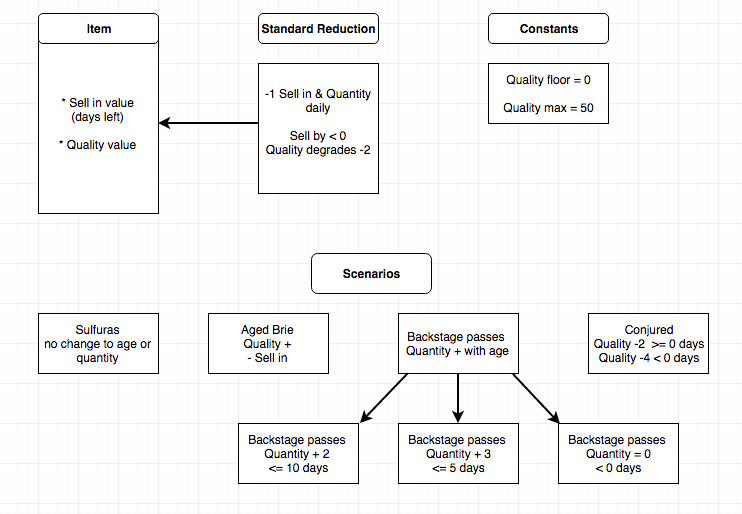 Item
Standard Reduction
Constants
* Sell in value
(days left)
* Quality value
-1 Sell in & Quantity
daily
Sell by < 0
Quality degrades -2
Quality floor = 0
Quality max = 50
Scenarios
Sulfuras
no change to age or
quantity
Aged Brie
Quality +
- Sell in
Backstage passes
Quantity + with age
Conjured
Quality -2  >= 0 days
Quality -4 < 0 days
Backstage passes
Quantity + 2
<= 10 days
Backstage passes
Quantity + 3
<= 5 days
Backstage passes
Quantity = 0
< 0 days